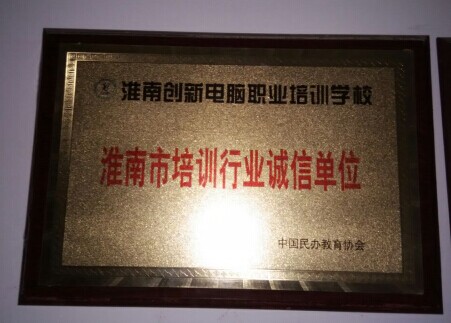 淮南创新电脑职业培训学校
淮南市培训行业诚信单位
中国民办教育协会